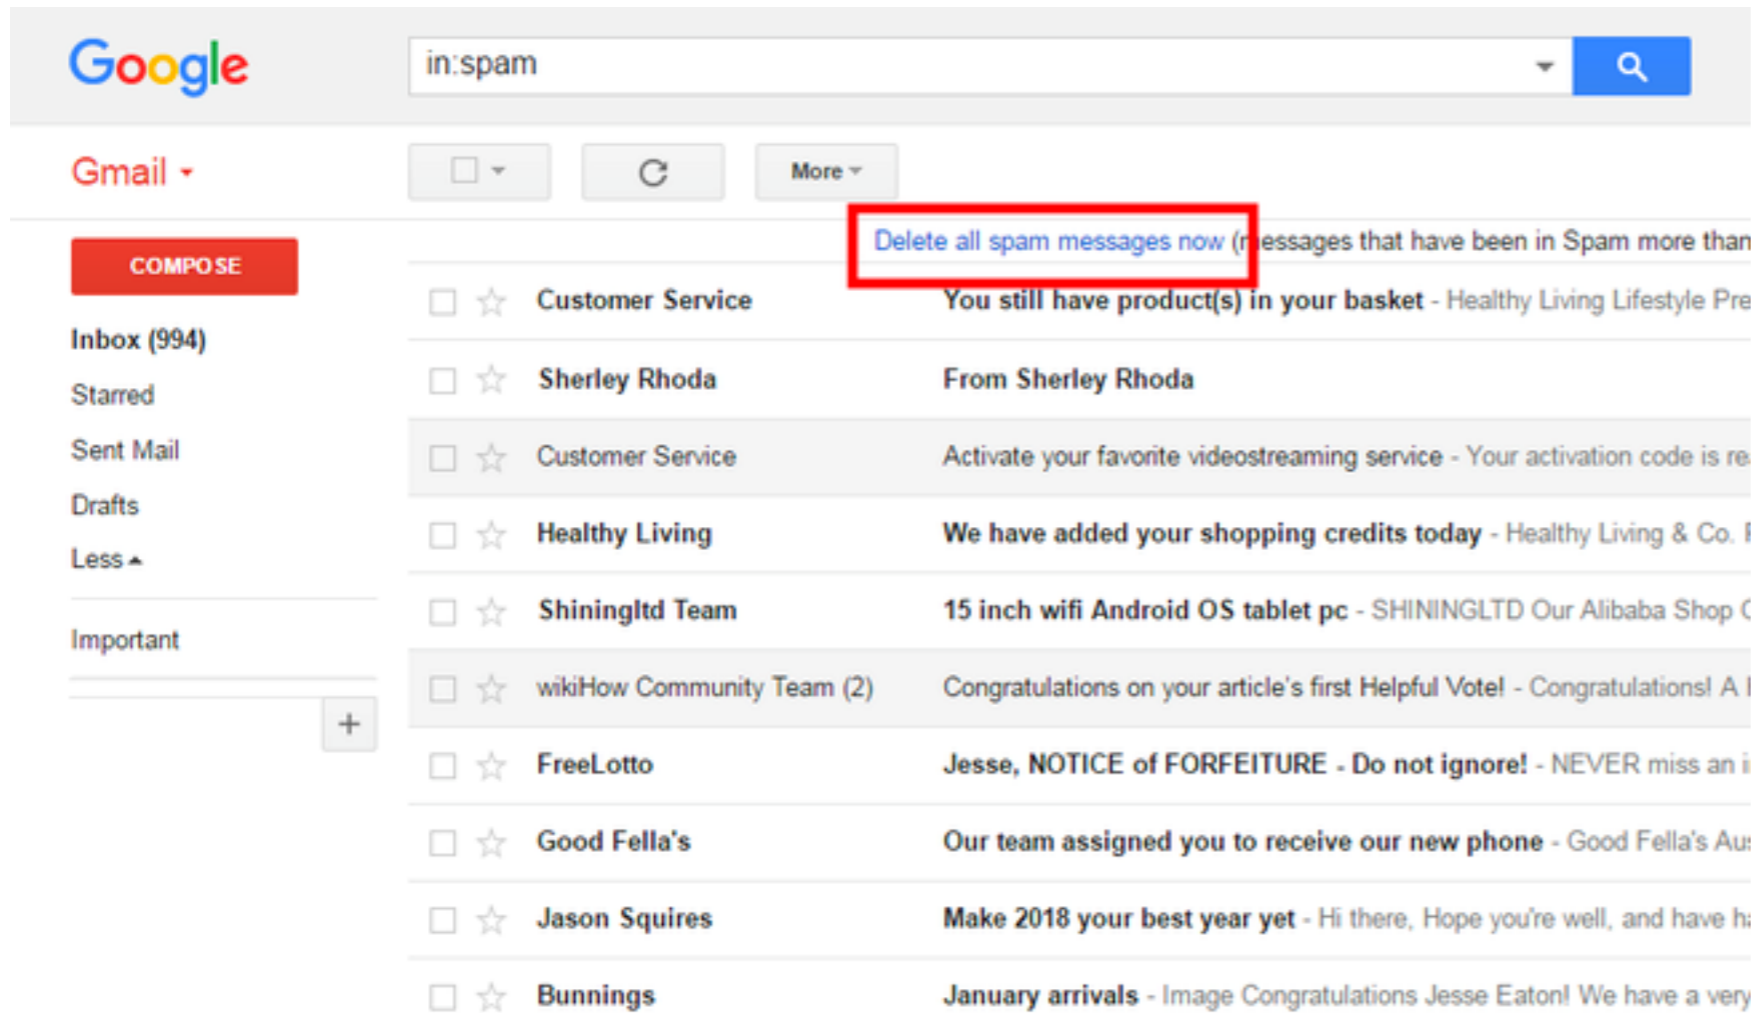 Google
in:spam
Gmail
More
Delete all spam messages now (messages that have been in Spam more than
COMPOSE
Inbox (994)
Starred
Sent Mail
Drafts
Less
Important
+
Customer Service You still have product(s) in your basket - Healthy Living Lifestyle Pre
Sherley Rhoda From Sherley Rhoda
Customer Service Activate your favorite videostreaming service - Your activation code is re
Healthy Living We have added your shopping credits today - Healthy Living & Co.
Shiningltd Team 15 inch wifi Android OS tablet pc - SHININGLTD Our Alibaba Shop
wikiHow Community Team (2) Congratulations on your article's first Helpful Vote! - Congratulations! A
FreeLotto Jesse, NOTICE of FORFEITURE - Do not ignore! - NEVER miss an
Good Fella's Our team assigned you to receive our new phone - Good Fella's Aus
Jason Squires Make 2018 your best year yet - Hi there, Hope you're well, and have ha
Bunnings January arrivals - Image Congratulations Jesse Eaton! We have a very